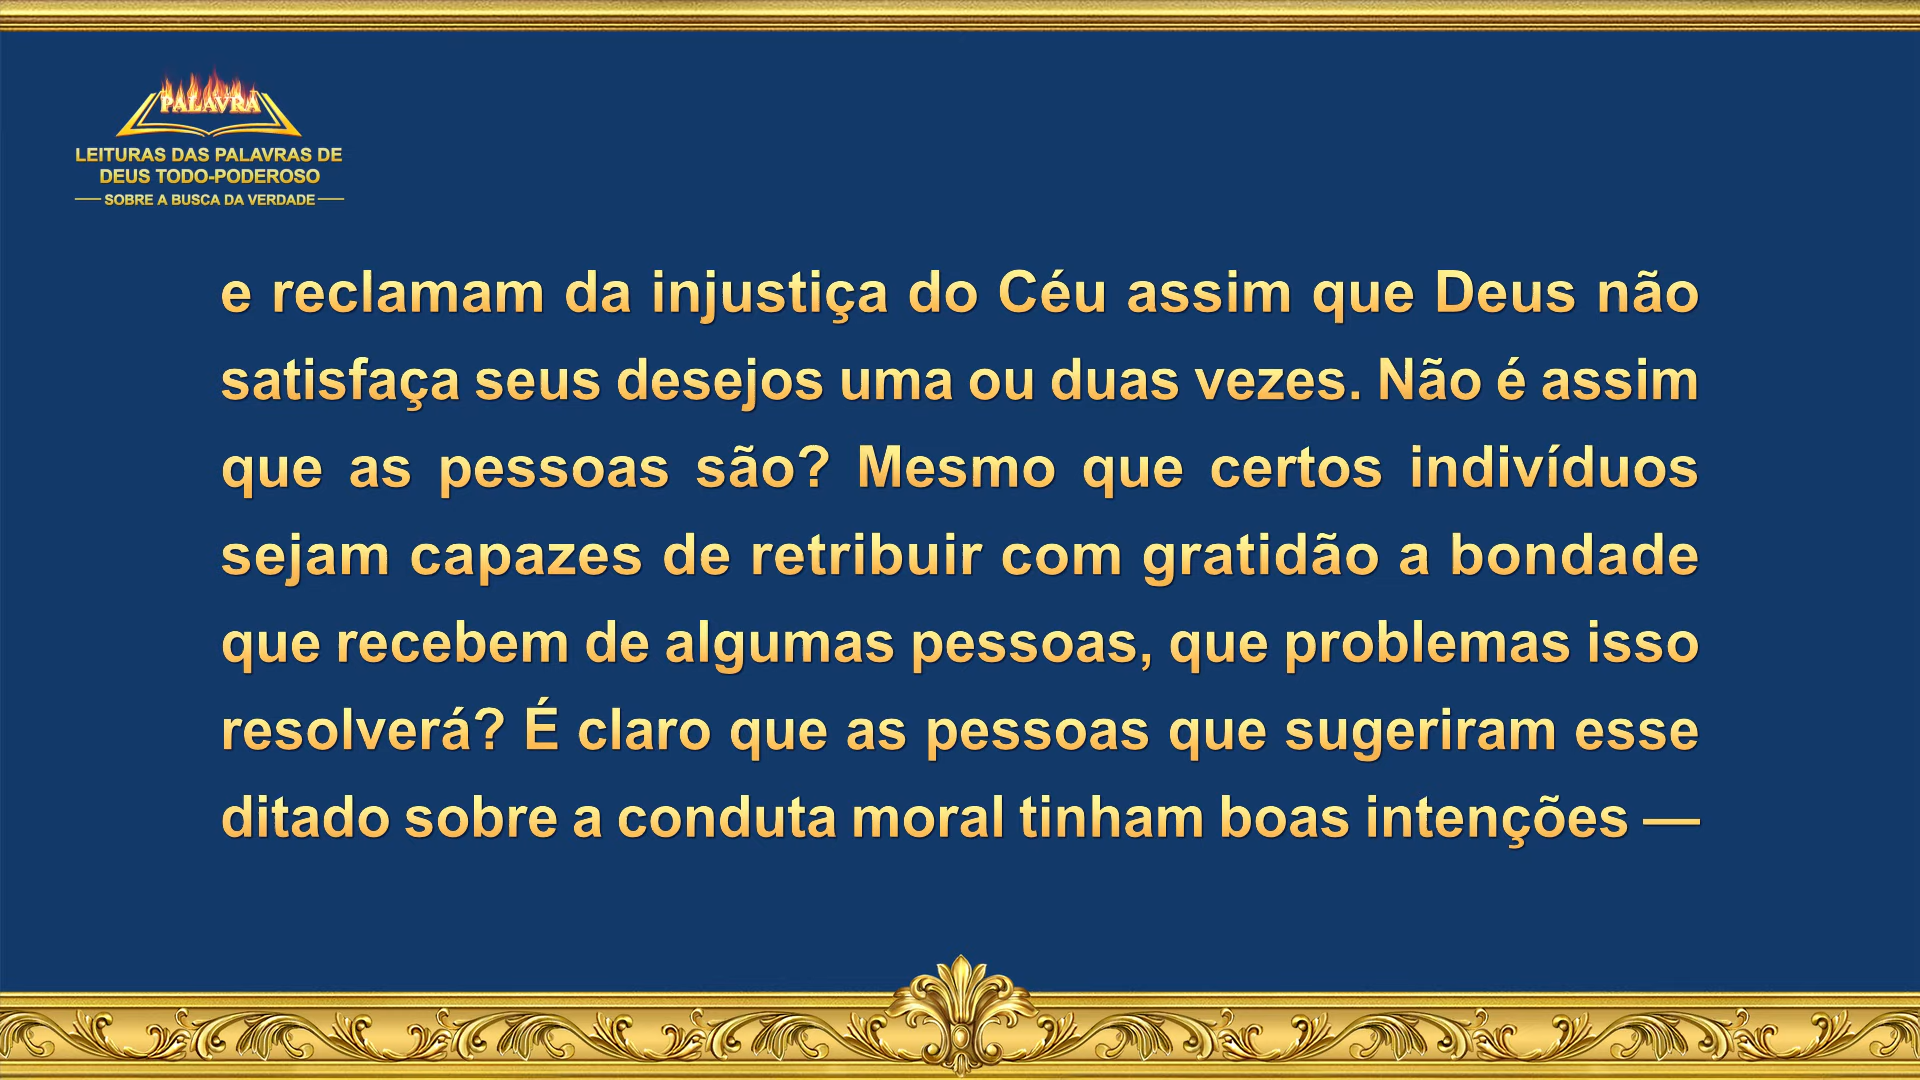 PALAVRA
LEITURAS DAS PALAVRAS DE
DEUS TODO-PODEROSO
SOBRE A BUSCA DA VERDADE
e reclamam da injustiça do Céu assim que Deus não
satisfaça seus desejos uma ou duas vezes. Não é assim
que as pessoas são? Mesmo que certos indivíduos
sejam capazes de retribuir com gratidão a bondade
que recebem de algumas pessoas, que problemas isso
resolverá? É claro que as pessoas que sugeriram esse
ditado sobre a conduta moral tinham boas intenções —